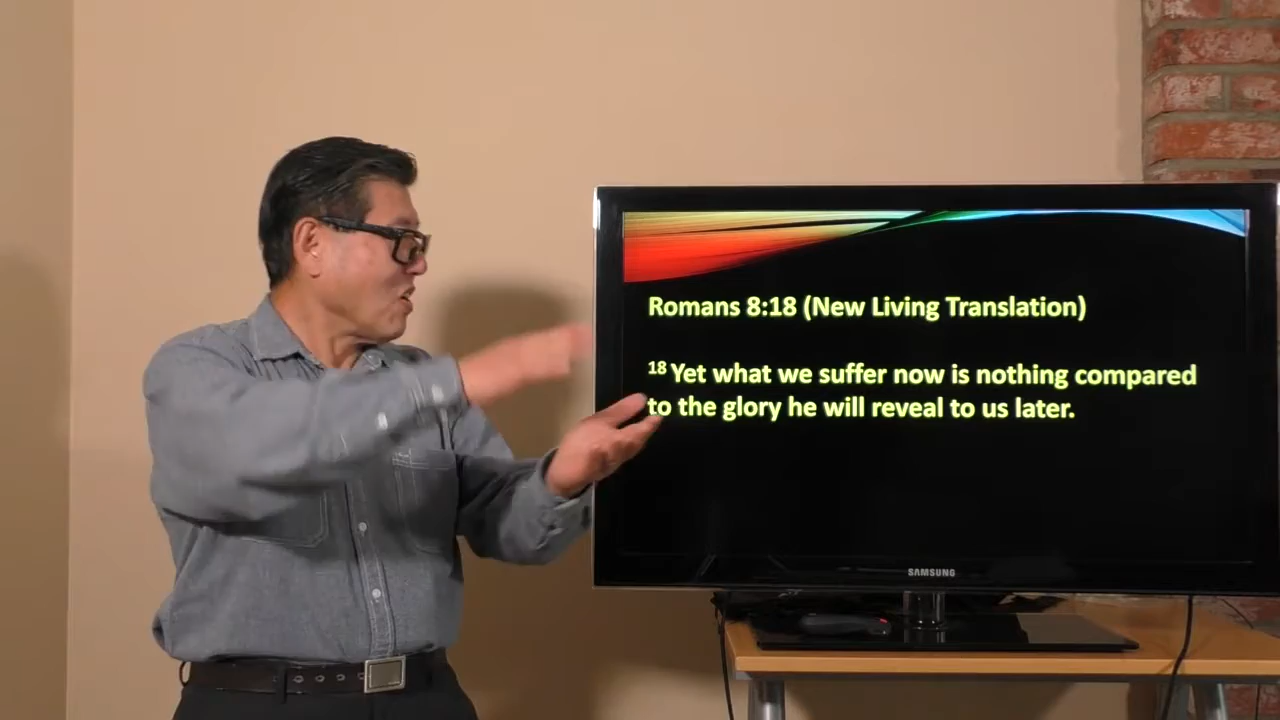 Romans 8:18 (New Living Translation)
18 Yet what we suffer now is nothing compared
to the glory he will reveal to us later.
SAMSUNG